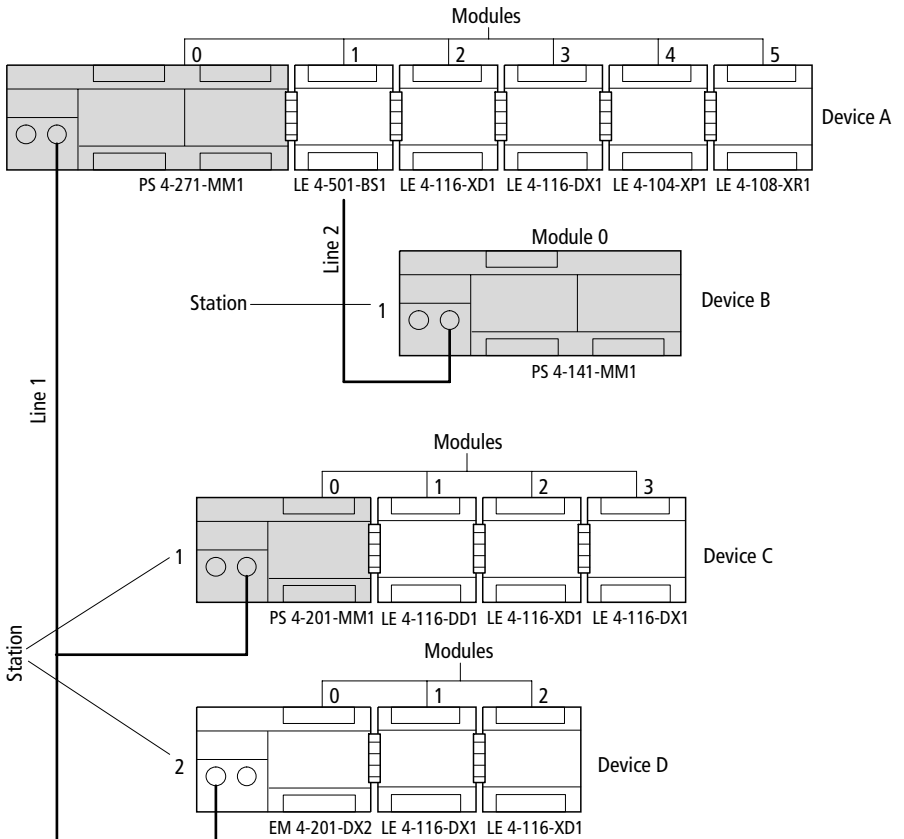 Modules
0 1 2 3 4 5
Device A
PS 4-271-MM1 LE 4-501-BS1 LE 4-116-XD1 LE 4-116-DX1 LE 4-104-XP1 LE 4-108-XR1
Line 2
Module 0
Station 1
Device B
PS 4-141-MM1
Line 1
Modules
0 1 2 3
1
Device C
PS 4-201-MM1 LE 4-116-DD1 LE 4-116-XD1 LE 4-116-DX1
Station
Modules
0 1 2
2
Device D
EM 4-201-DX2 LE 4-116-DX1 LE 4-116-XD1